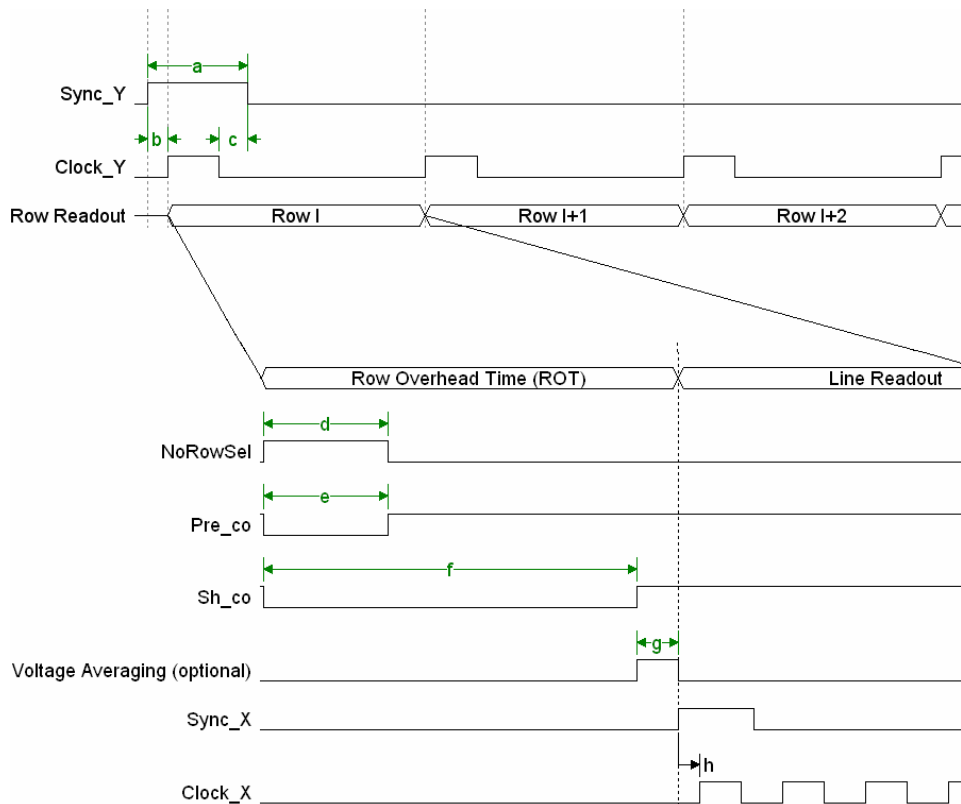 a
Sync_Y
b
c
Clock_Y
Row Readout
Row I
Row I+1
Row I+2
Row Overhead Time (ROT)
Line Readout
d
NoRowSel
e
Pre_co
f
Sh_co
g
Voltage Averaging (optional)
Sync_X
h
Clock_X